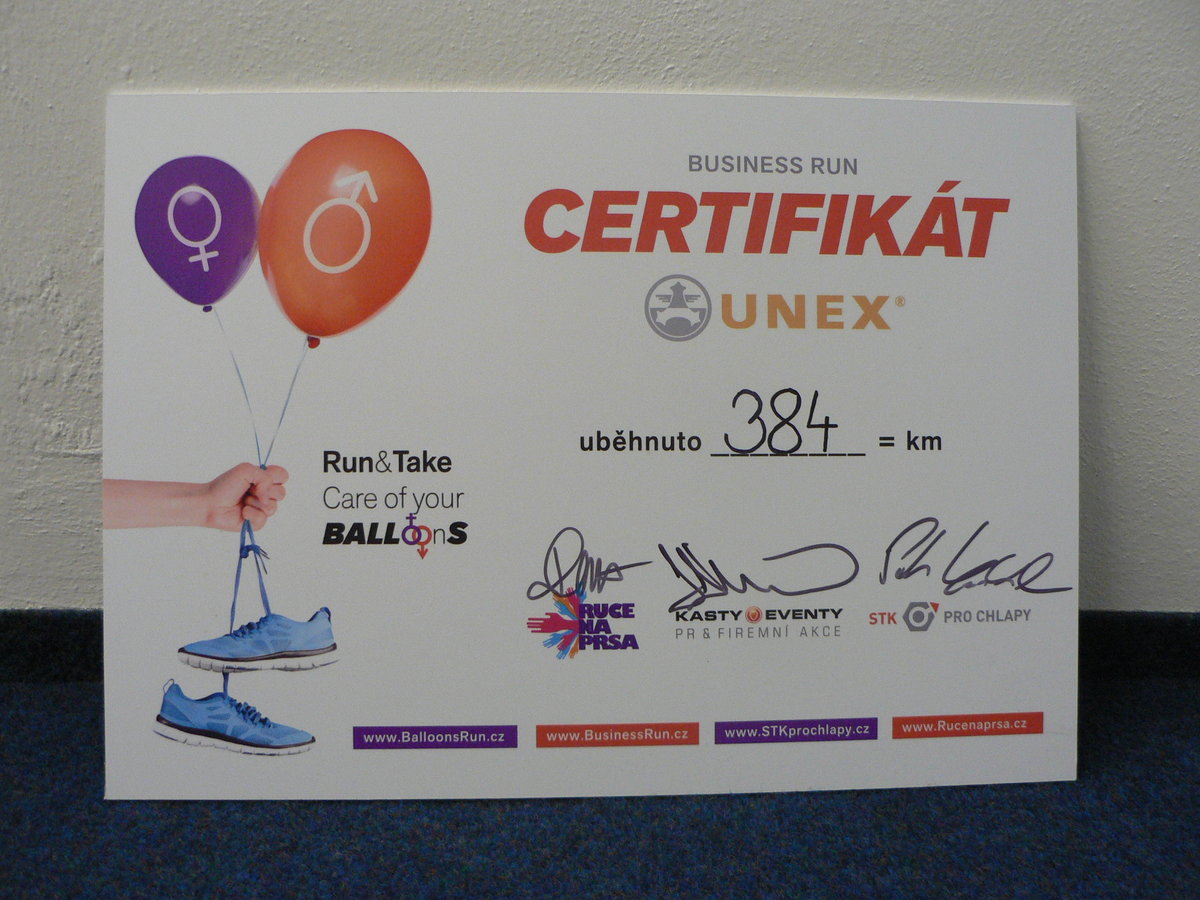 BUSINESS RUN
CERTIFIKÁT
UNEX®
uběhnuto 384 = km
Run&Take
Care of your
BALLOOnS
RUCE
NA
PRSA
KASTY EVENTY
PR & FIREMNÍ AKCE
STK PRO CHLAPY
www.BalloonsRun.cz
www.BusinessRun.cz
www.STKprochlapy.cz
www.Rucenaprsa.cz